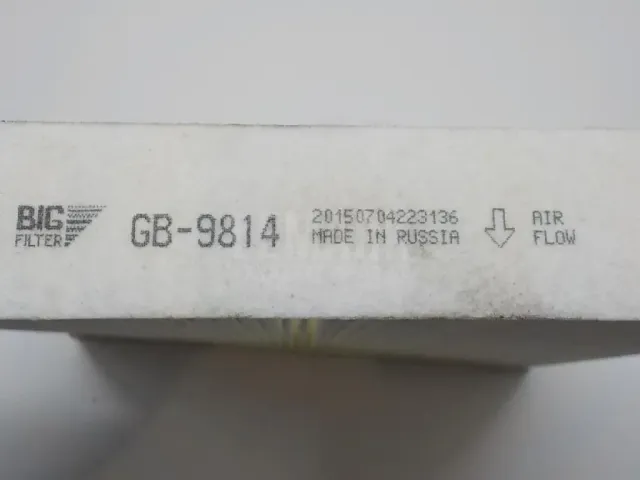 BIG
FILTER
GB-9814
20150704223136
MADE IN RUSSIA
AIR
FLOW